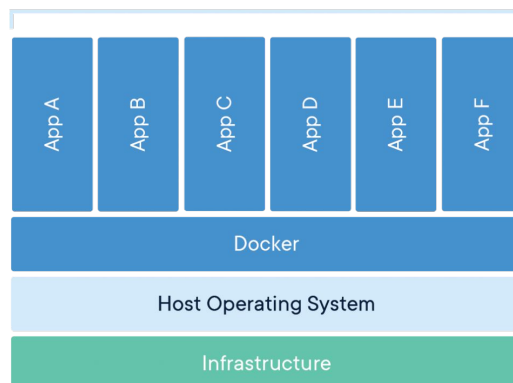 App A
App B
App C
App D
App E
App F
Docker
Host Operating System
Infrastructure